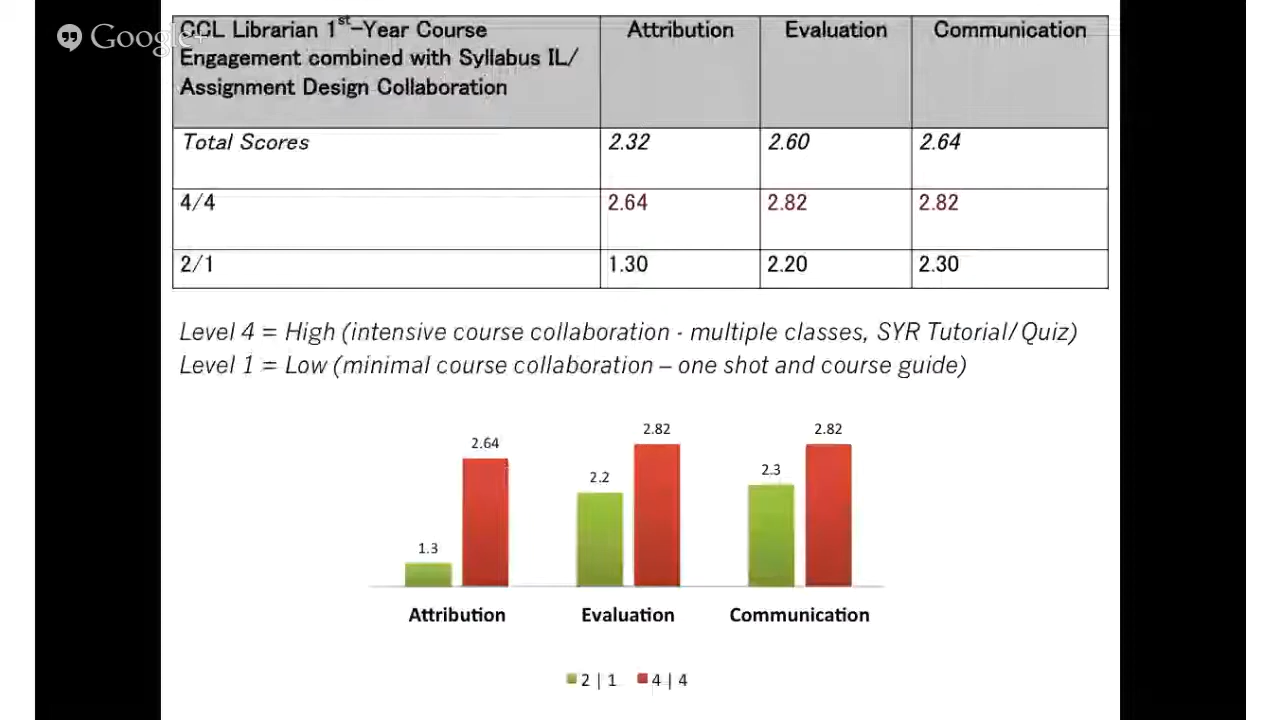 Google+
CCL Librarian 1st-Year Course Attribution Evaluation Communication
Engagement combined with Syllabus IL/
Assignment Design Collaboration
Total Scores 2.32 2.60 2.64
4/4 2.64 2.82 2.82
2/1 1.30 2.20 2.30
Level 4 = High (intensive course collaboration - multiple classes, SYR Tutorial/Quiz)
Level 1 = Low (minimal course collaboration – one shot and course guide)
2.64 2.82 2.82
2.2 2.3
1.3
Attribution Evaluation Communication
2 | 1 4 | 4